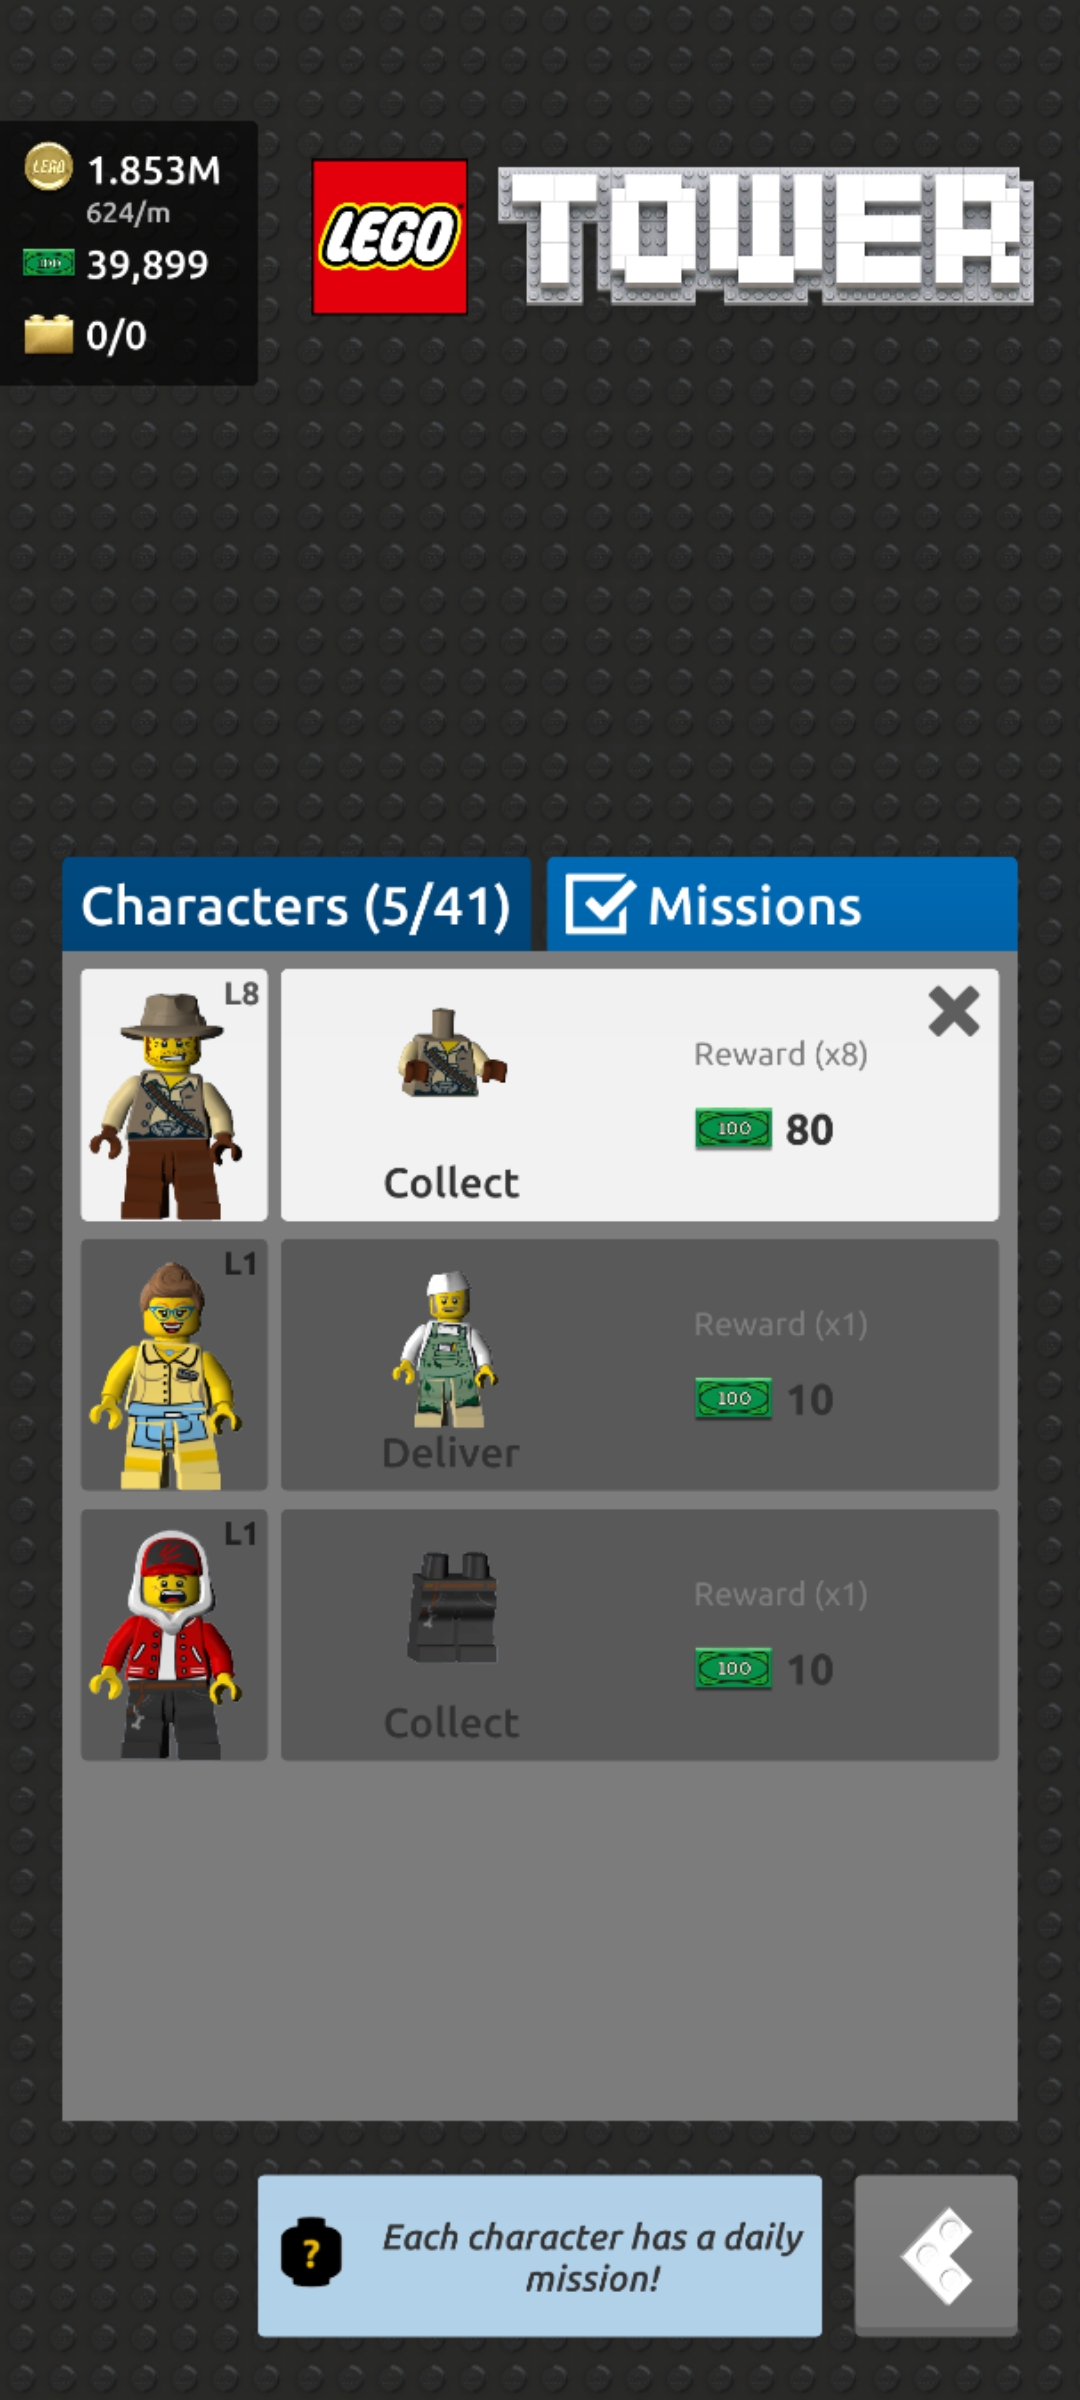 1.853M
624/m
39,899
0/0
LEGO TOWER
Characters (5/41)
Missions
L8
Reward (x8)
100 80
Collect
L1
Reward (x1)
100 10
Deliver
L1
Reward (x1)
100 10
Collect
?
Each character has a daily
mission!